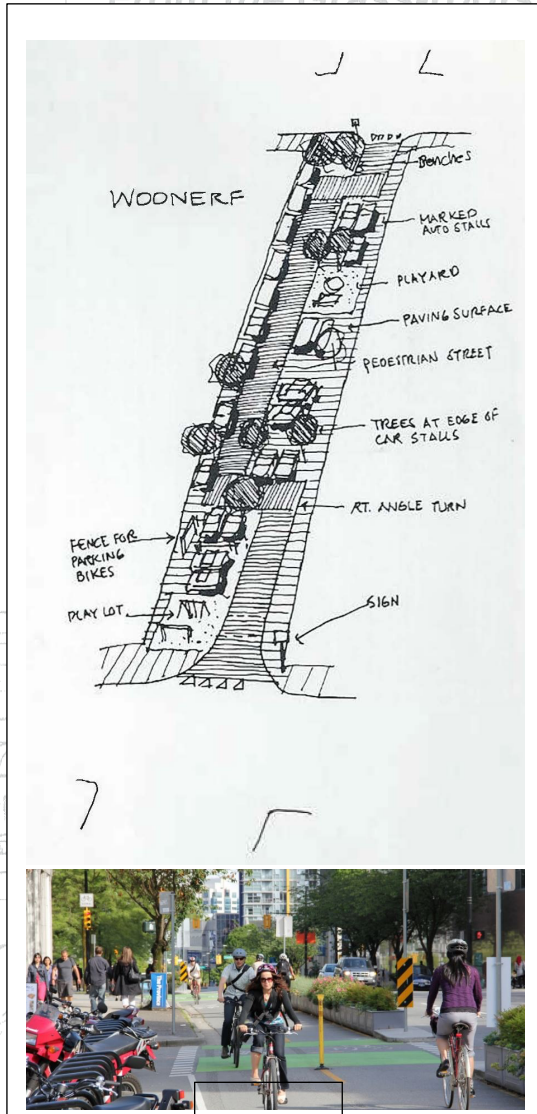 WOONERF
Benches
MARKED
AUTO STALLS
PLAYARD
PAVING SURFACE
PEDESTRIAN STREET
TREES AT EDGE OF
CAR STALLS
RT. ANGLE TURN
FENCE FOR
PARKING
BIKES
PLAY LOT
SIGN